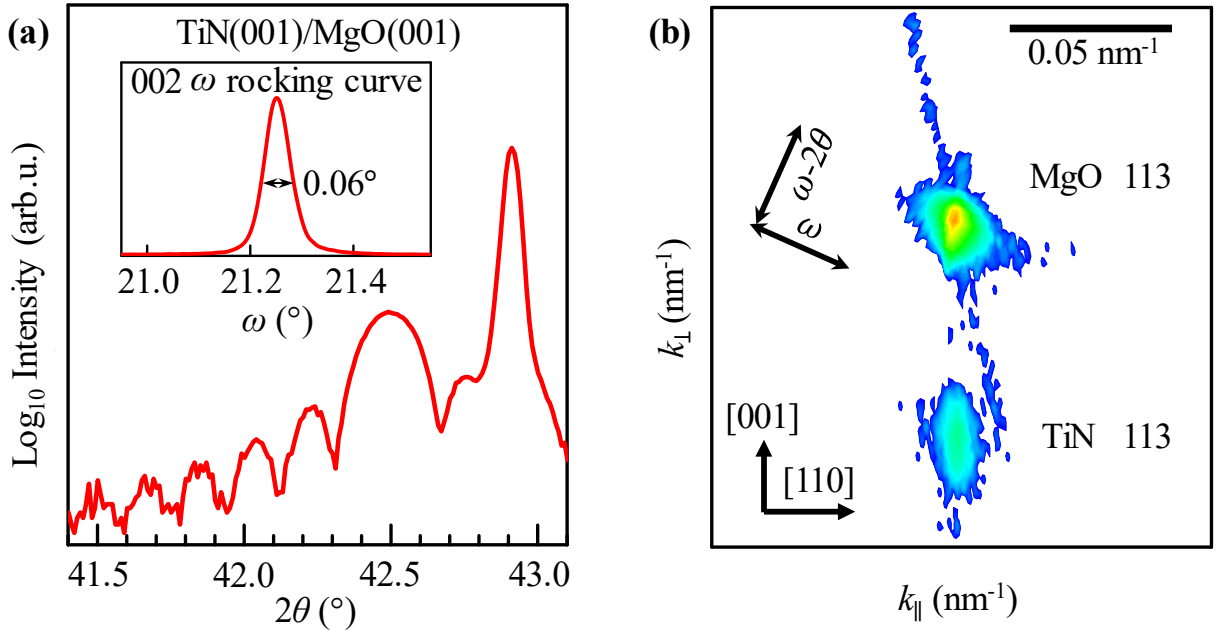 (a)
TiN(001)/MgO(001)
002 ω rocking curve
0.06°
21.0 21.2 21.4
ω (°)
Log10 Intensity (arb.u.)
41.5 42.0 42.5 43.0
2θ (°)
(b)
0.05 nm⁻¹
ω-2θ
ω
MgO 113
k⊥ (nm⁻¹)
[001]
[110]
TiN 113
k∥ (nm⁻¹)